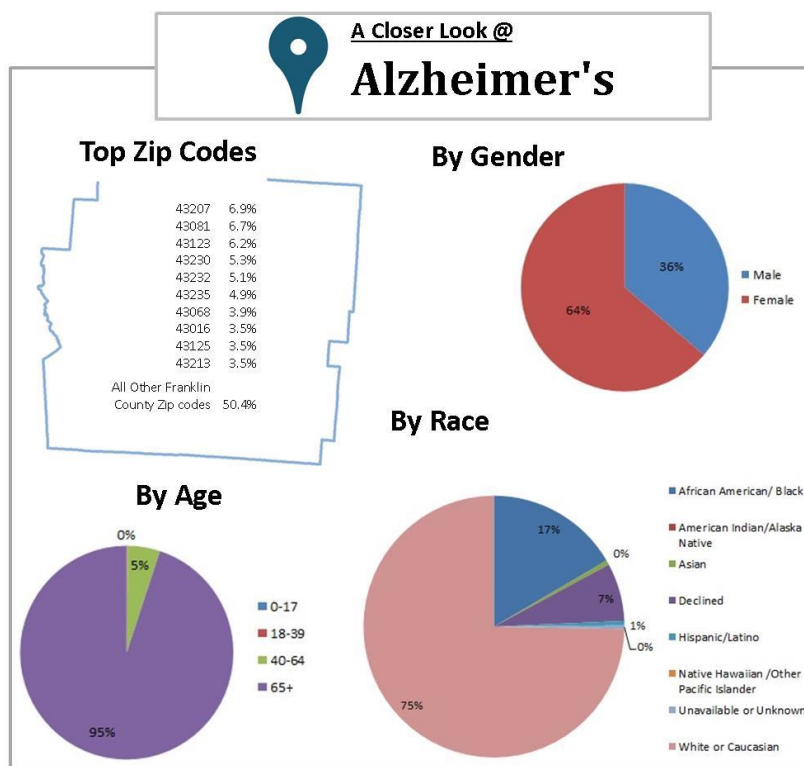 A Closer Look @
Alzheimer's
Top Zip Codes
43207 6.9%
43081 6.7%
43123 6.2%
43230 5.3%
43232 5.1%
43235 4.9%
43068 3.9%
43016 3.5%
43125 3.5%
43213 3.5%
All Other Franklin
County Zip codes 50.4%
By Gender
36%
64%
Male
Female
By Age
0%
5%
95%
0-17
18-39
40-64
65+
By Race
17%
0%
7%
1%
0%
75%
African American/ Black
American Indian/Alaska
Native
Asian
Declined
Hispanic/Latino
Native Hawaiian /Other
Pacific Islander
Unavailable or Unknown
White or Caucasian